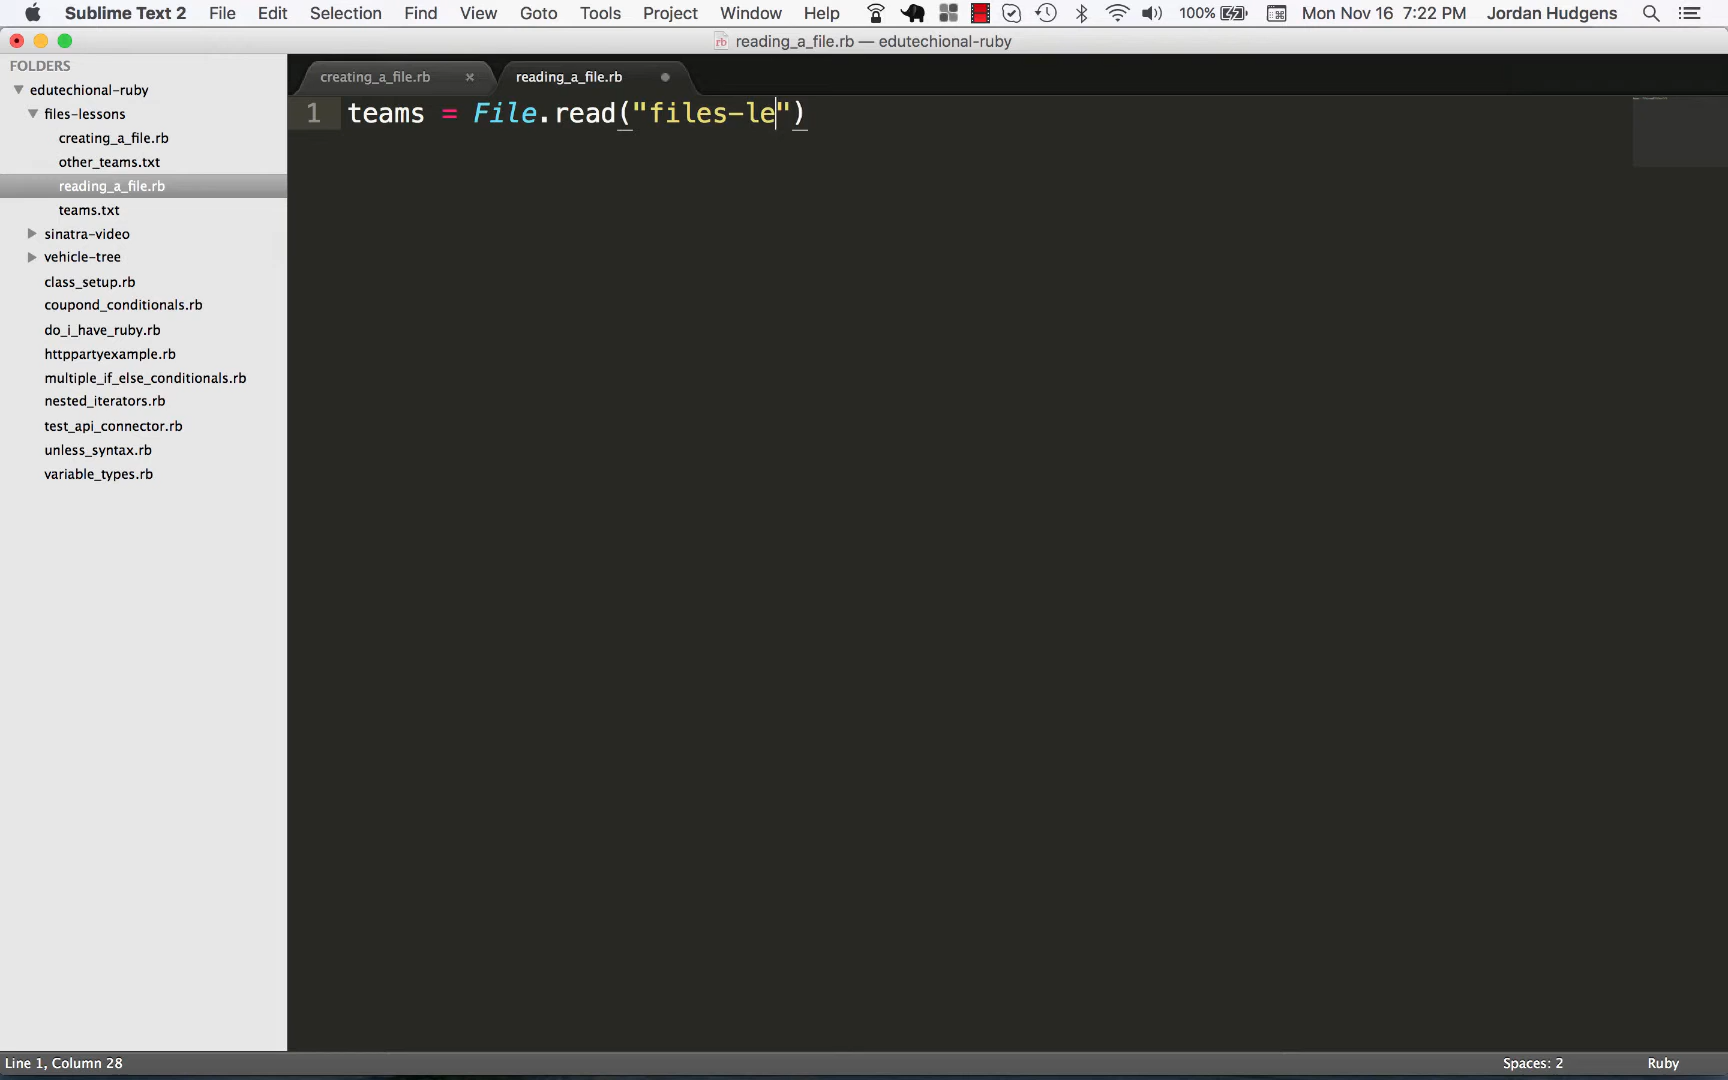 Sublime Text 2 File Edit Selection Find View Goto Tools Project Window Help 100% Mon Nov 16 7:22 PM Jordan Hudgens
reading_a_file.rb — edutechional-ruby
FOLDERS
edutechional-ruby
files-lessons
creating_a_file.rb
other_teams.txt
reading_a_file.rb
teams.txt
sinatra-video
vehicle-tree
class_setup.rb
coupond_conditionals.rb
do_i_have_ruby.rb
httppartyexample.rb
multiple_if_else_conditionals.rb
nested_iterators.rb
test_api_connector.rb
unless_syntax.rb
variable_types.rb
creating_a_file.rb reading_a_file.rb
1 teams = File.read("files-le")
Line 1, Column 28 Spaces: 2 Ruby